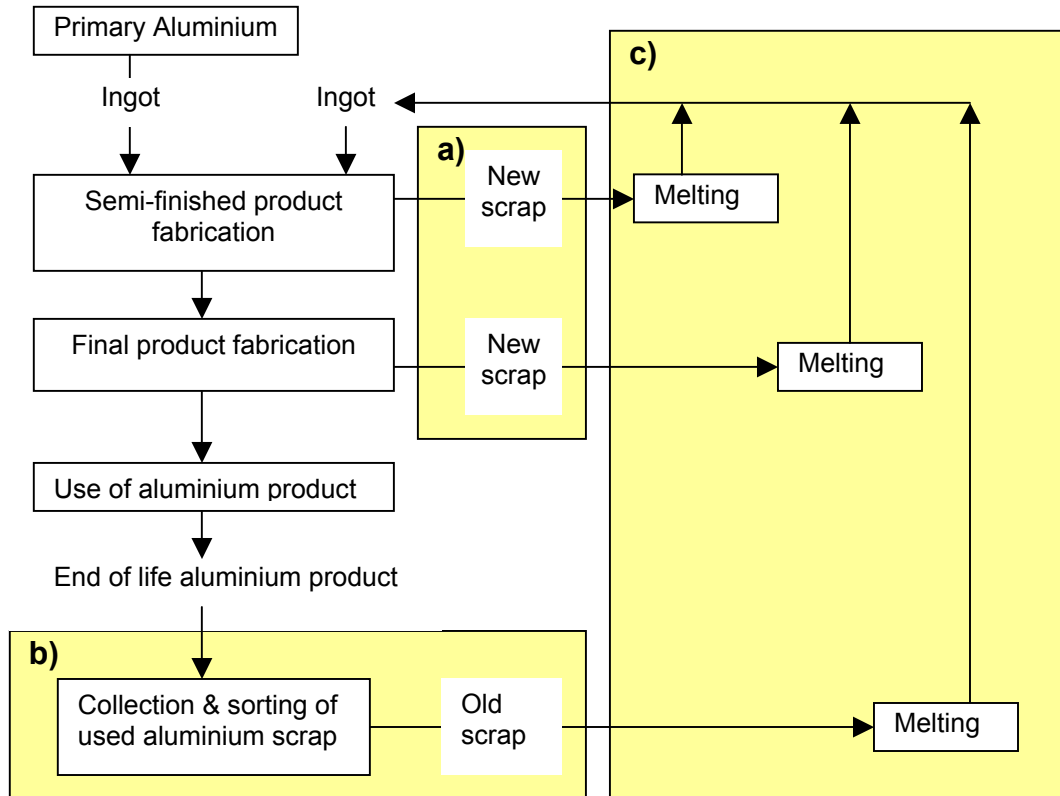 Primary Aluminium
c)
Ingot
Ingot
a)
New
scrap
Melting
Semi-finished product
fabrication
Final product fabrication
New
scrap
Melting
Use of aluminium product
End of life aluminium product
b)
Collection & sorting of
used aluminium scrap
Old
scrap
Melting